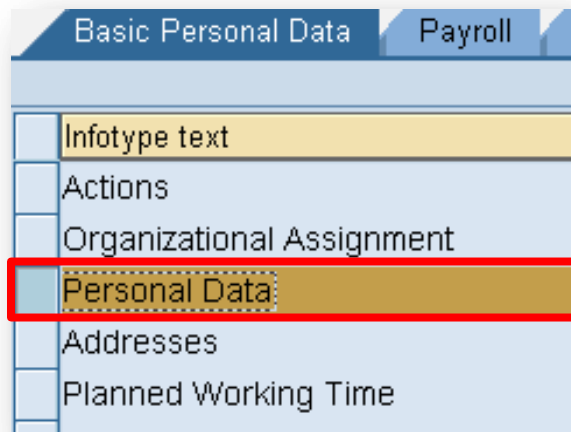 Basic Personal Data Payroll
Infotype text
Actions
Organizational Assignment
Personal Data
Addresses
Planned Working Time